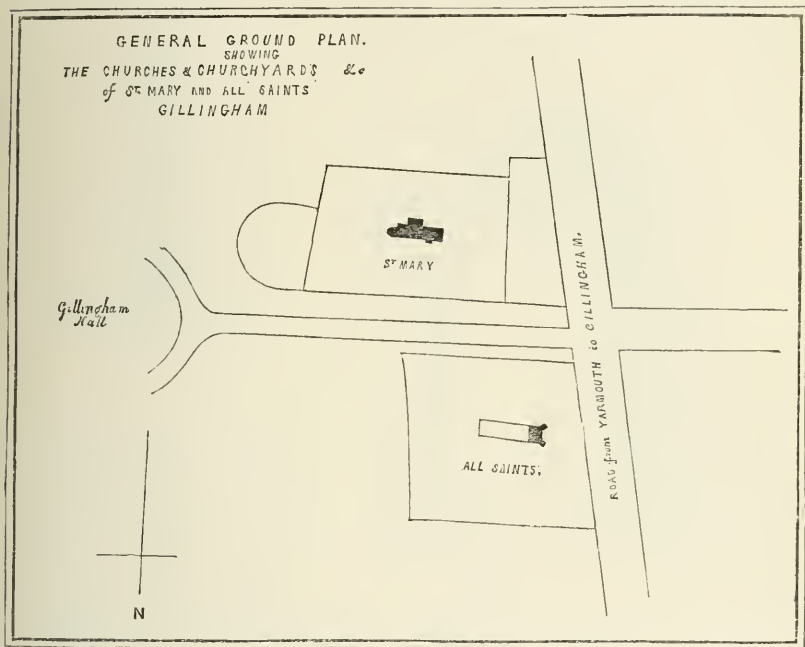 GENERAL GROUND PLAN.
SHOWING
THE CHURCHES & CHURCHYARD'S &c
of ST MARY AND ALL SAINTS
GILLINGHAM
ST MARY
Gillingham
Hall
ROAD from YARMOUTH to GILLINGHAM.
ALL SAINTS.
N